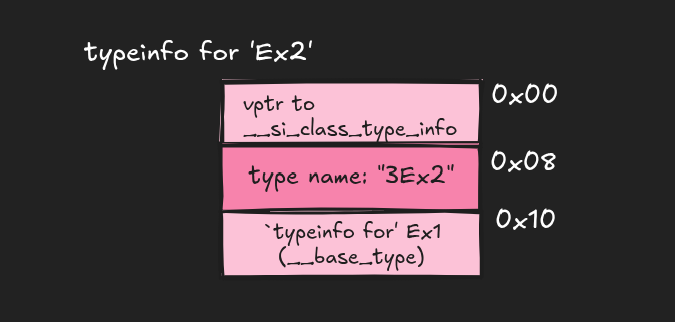 typeinfo for 'Ex2'
vptr to
__si_class_type_info
0x00
type name: "3Ex2"
0x08
`typeinfo for' Ex1
(__base_type)
0x10